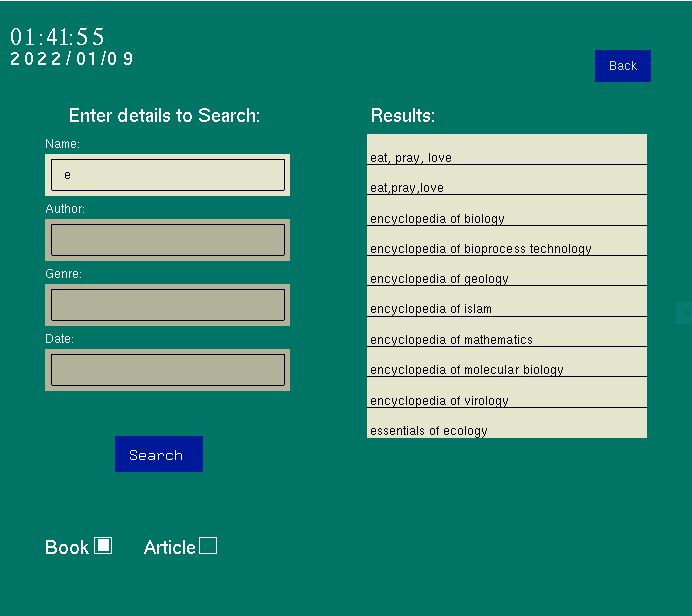 01:41:55
2022/01/09
Back
Enter details to Search:
Name:
e
Author:
Genre:
Date:
Search
Book
Article
Results:
eat, pray, love
eat,pray,love
encyclopedia of biology
encyclopedia of bioprocess technology
encyclopedia of geology
encyclopedia of islam
encyclopedia of mathematics
encyclopedia of molecular biology
encyclopedia of virology
essentials of ecology